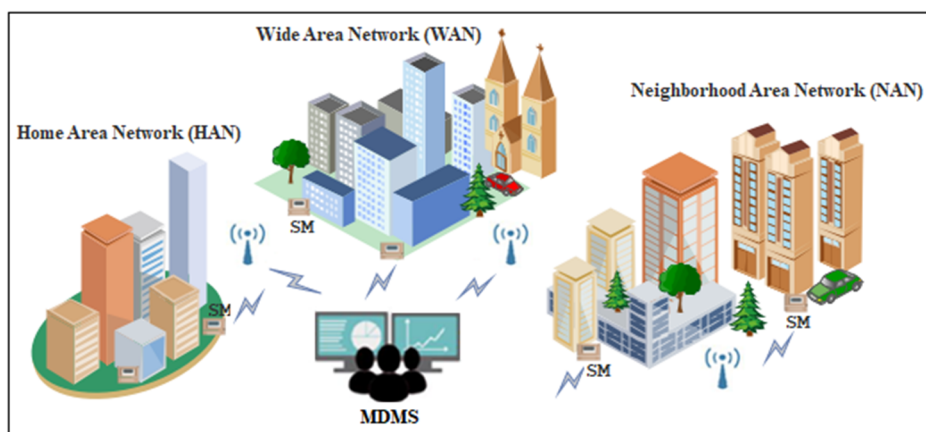 Wide Area Network (WAN)
Neighborhood Area Network (NAN)
Home Area Network (HAN)
SM
SM
SM
SM
MDMS